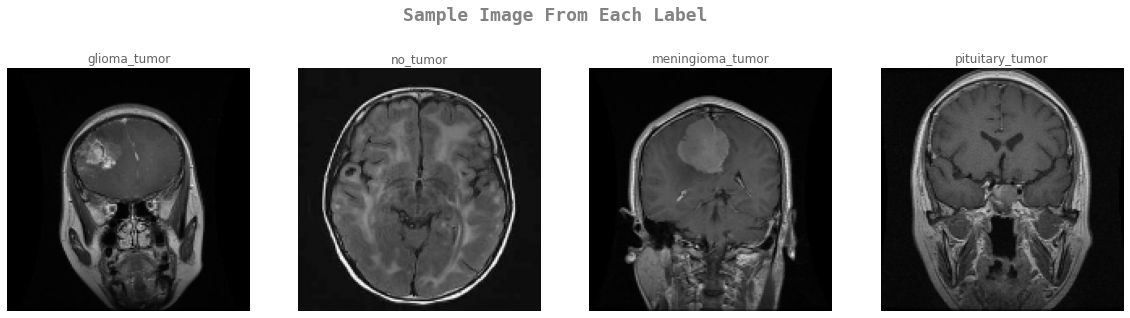 Sample Image From Each Label
glioma_tumor
no_tumor
meningioma_tumor
pituitary_tumor